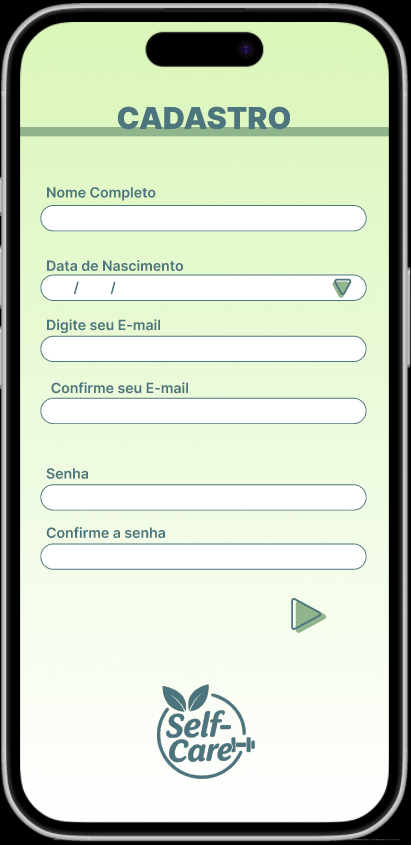 CADASTRO
Nome Completo
Data de Nascimento
/ /
Digite seu E-mail
Confirme seu E-mail
Senha
Confirme a senha
Self-
Care